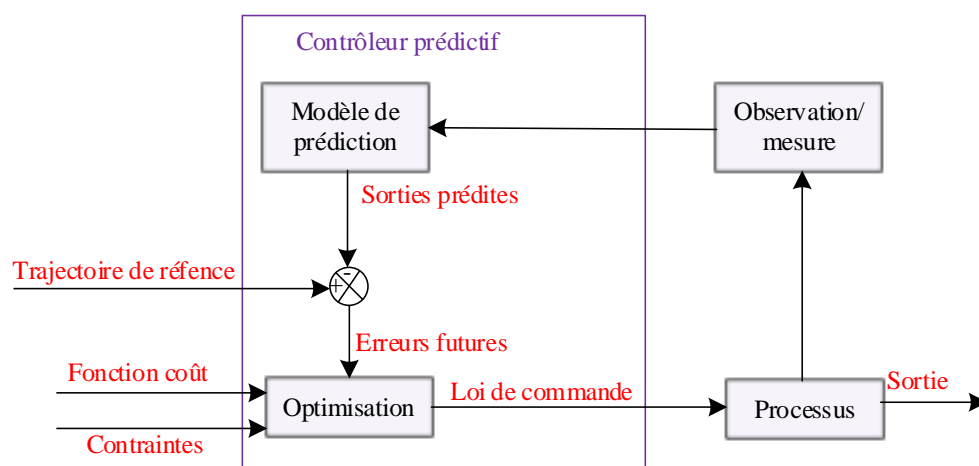 Contrôleur prédictif
Modèle de
prédiction
Observation/
mesure
Sorties prédites
Trajectoire de réfence
-
+
Erreurs futures
Fonction coût
Optimisation
Loi de commande
Processus
Sortie
Contraintes